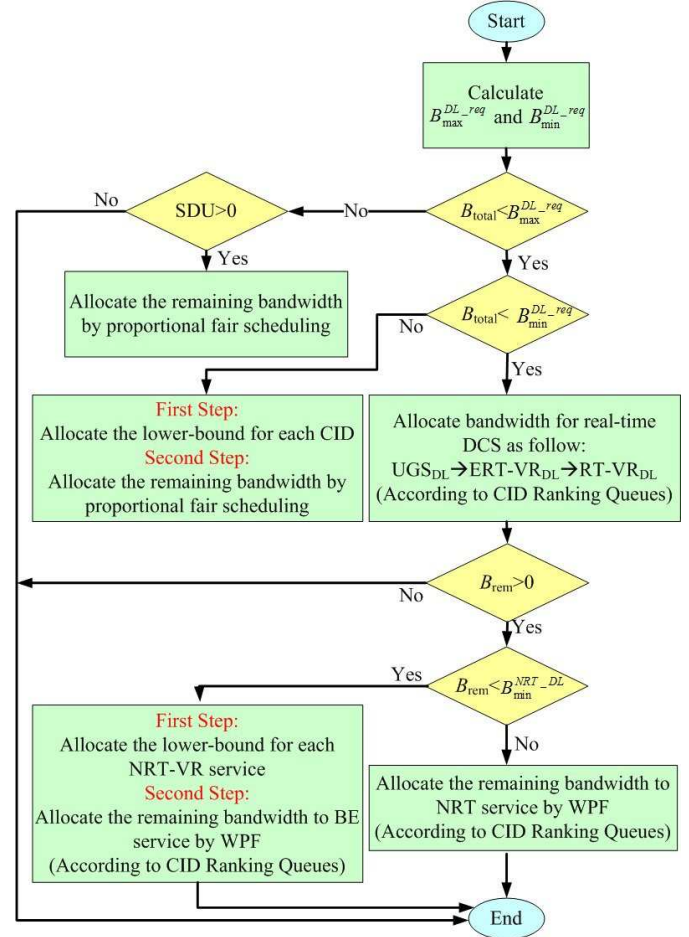 Start
Calculate
B_max^{DL_req} and B_min^{DL_req}
B_total<B_max^{DL_req}
No
SDU>0
No
Yes
Yes
Allocate the remaining bandwidth
by proportional fair scheduling
B_total< B_min^{DL_req}
No
Yes
First Step:
Allocate the lower-bound for each CID
Second Step:
Allocate the remaining bandwidth by
proportional fair scheduling
Allocate bandwidth for real-time
DCS as follow:
UGS_DL→ERT-VR_DL→RT-VR_DL
(According to CID Ranking Queues)
B_rem>0
No
Yes
B_rem<B_min^{NRT_DL}
Yes
No
First Step:
Allocate the lower-bound for each
NRT-VR service
Second Step:
Allocate the remaining bandwidth to BE
service by WPF
(According to CID Ranking Queues)
Allocate the remaining bandwidth to
NRT service by WPF
(According to CID Ranking Queues)
End